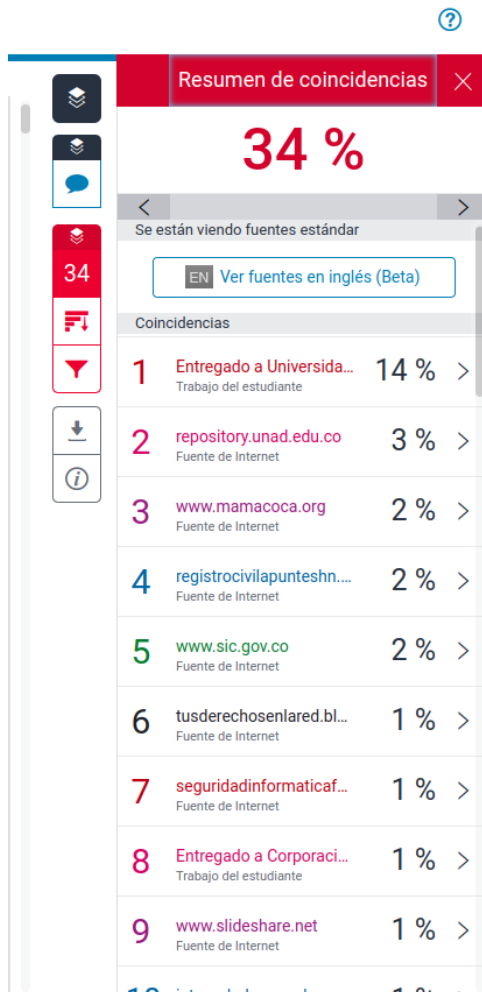 ?
Resumen de coincidencias
34 %
Se están viendo fuentes estándar
EN Ver fuentes en inglés (Beta)
34
Coincidencias
1 Entregado a Universida... 14 %
Trabajo del estudiante
2 repository.unad.edu.co 3 %
Fuente de Internet
3 www.mamacoca.org 2 %
Fuente de Internet
4 registrocivilapunteshn.... 2 %
Fuente de Internet
5 www.sic.gov.co 2 %
Fuente de Internet
6 tusderechosenlared.bl... 1 %
Fuente de Internet
7 seguridadinformaticaf... 1 %
Fuente de Internet
8 Entregado a Corporaci... 1 %
Trabajo del estudiante
9 www.slideshare.net 1 %
Fuente de Internet